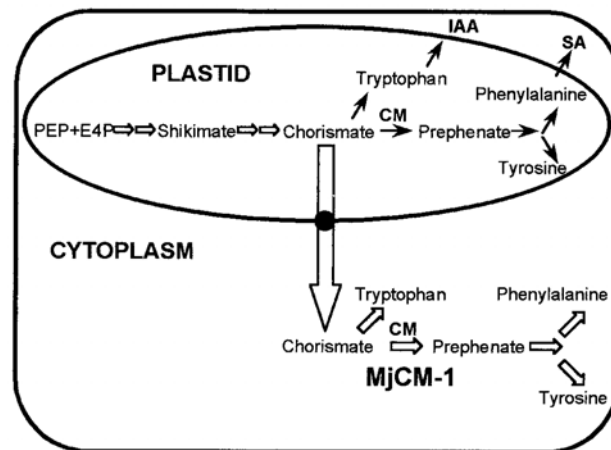 IAA
SA
PLASTID
Tryptophan
Phenylalanine
CM
PEP+E4P Shikimate Chorismate Prephenate
Tyrosine
CYTOPLASM
Tryptophan
Phenylalanine
CM
Chorismate Prephenate
MjCM-1
Tyrosine